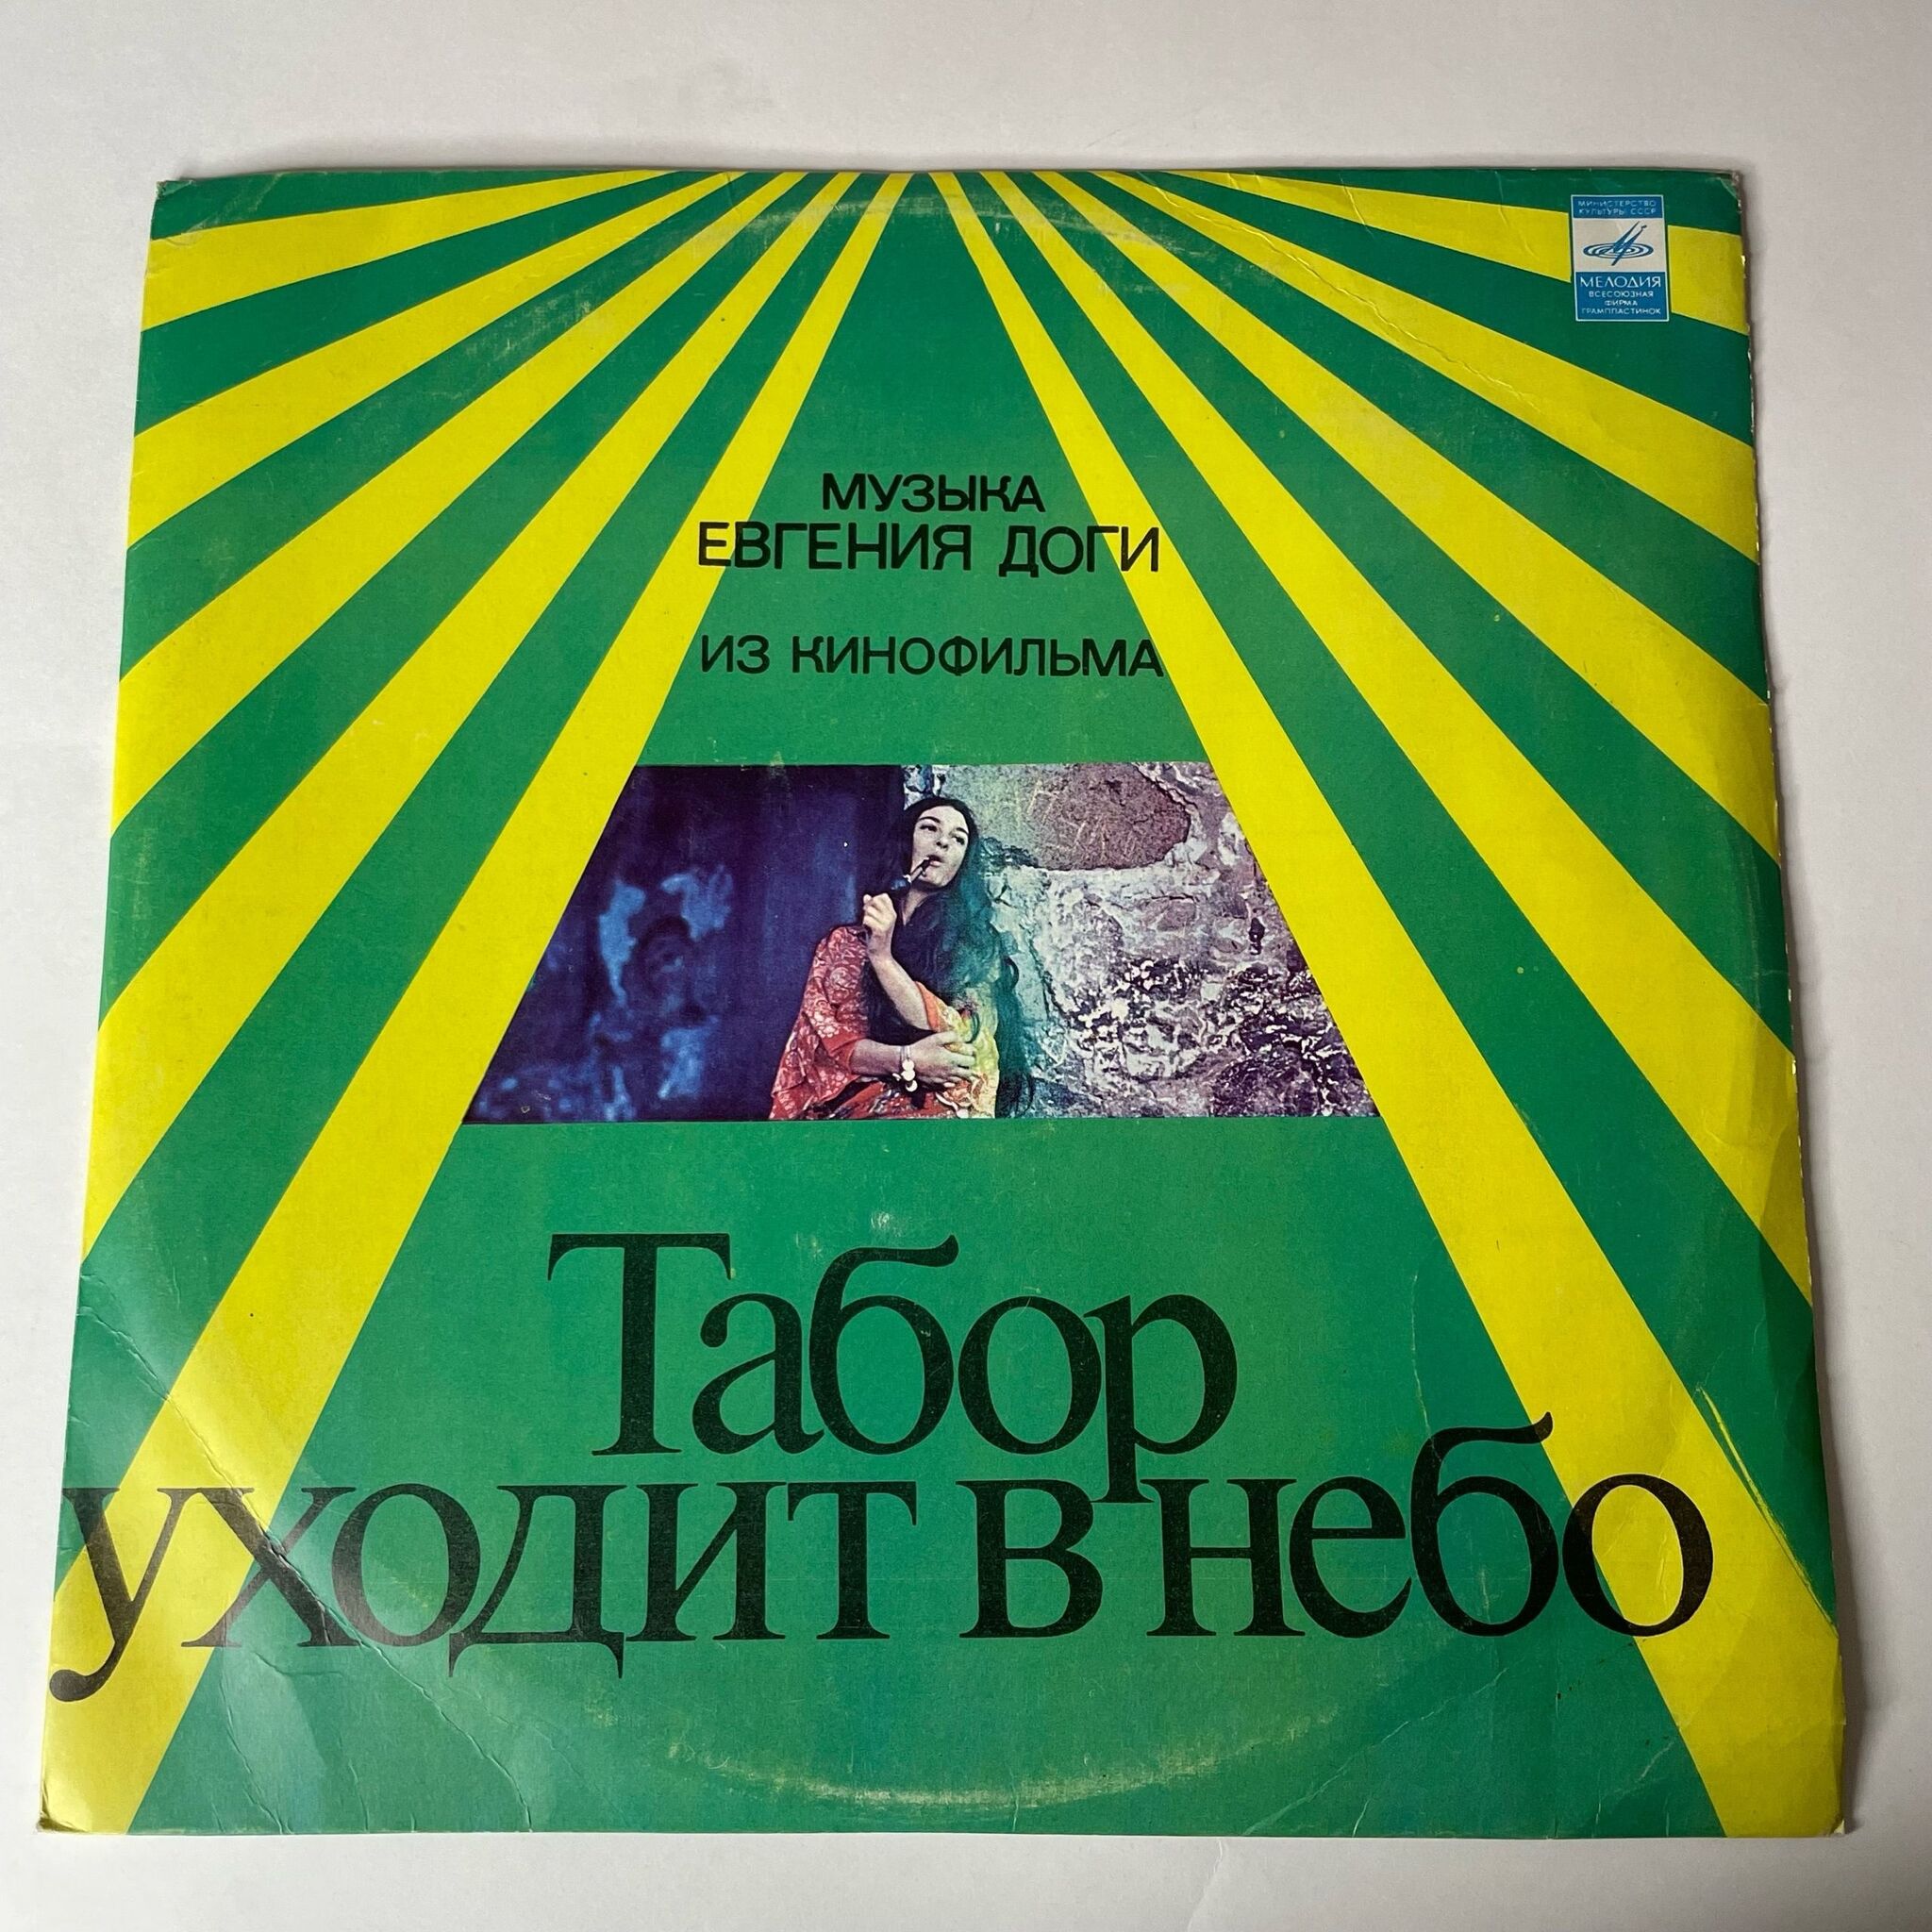 МИНИСТЕРСТВО
КУЛЬТУРЫ СССР
МЕЛОДИЯ
ВСЕСОЮЗНАЯ
ФИРМА
ГРАМПЛАСТИНОК
МУЗЫКА
ЕВГЕНИЯ ДОГИ
ИЗ КИНОФИЛЬМА
Табор
уходит в небо